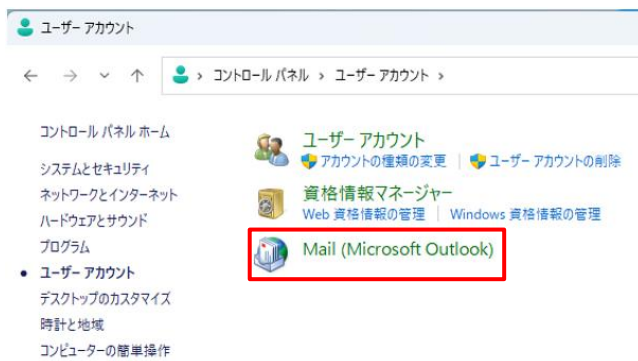 ユーザー アカウント
コントロール パネル › ユーザー アカウント ›
コントロール パネル ホーム
システムとセキュリティ
ネットワークとインターネット
ハードウェアとサウンド
プログラム
ユーザー アカウント
デスクトップのカスタマイズ
時計と地域
コンピューターの簡単操作
ユーザー アカウント
アカウントの種類の変更 | ユーザー アカウントの削除
資格情報マネージャー
Web 資格情報の管理 | Windows 資格情報の管理
Mail (Microsoft Outlook)